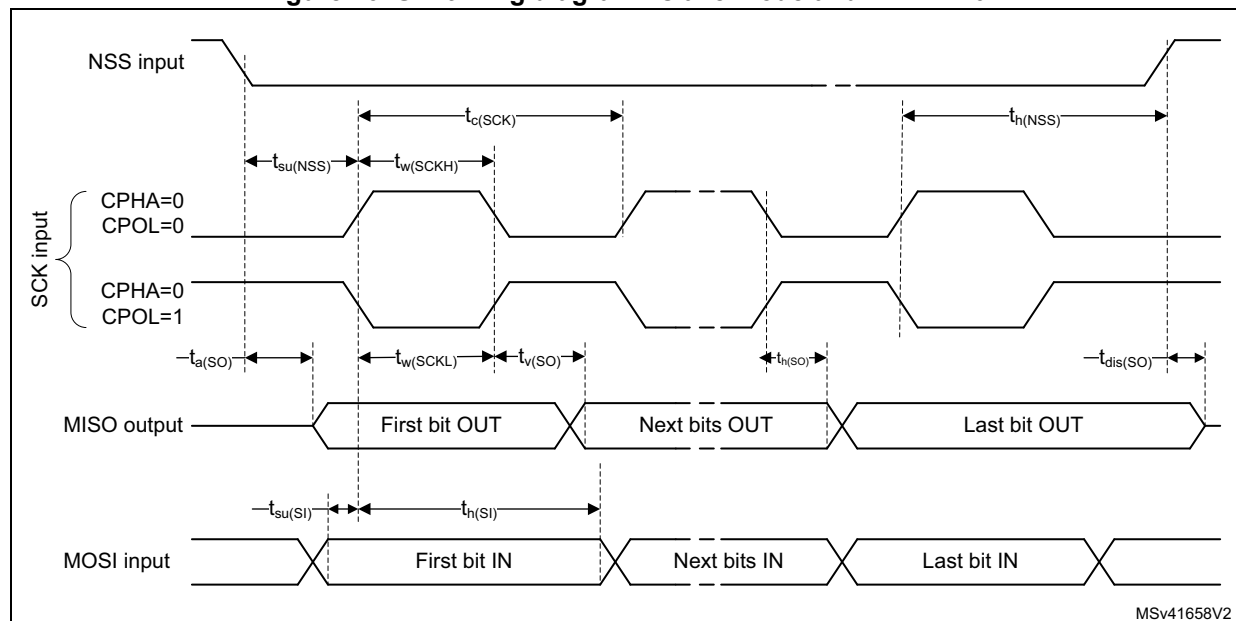 NSS input
tc(SCK)
th(NSS)
tsu(NSS)
tw(SCKH)
SCK input
CPHA=0
CPOL=0
CPHA=0
CPOL=1
ta(SO)
tw(SCKL)
tv(SO)
th(SO)
tdis(SO)
MISO output
First bit OUT
Next bits OUT
Last bit OUT
tsu(SI)
th(SI)
MOSI input
First bit IN
Next bits IN
Last bit IN
MSv41658V2